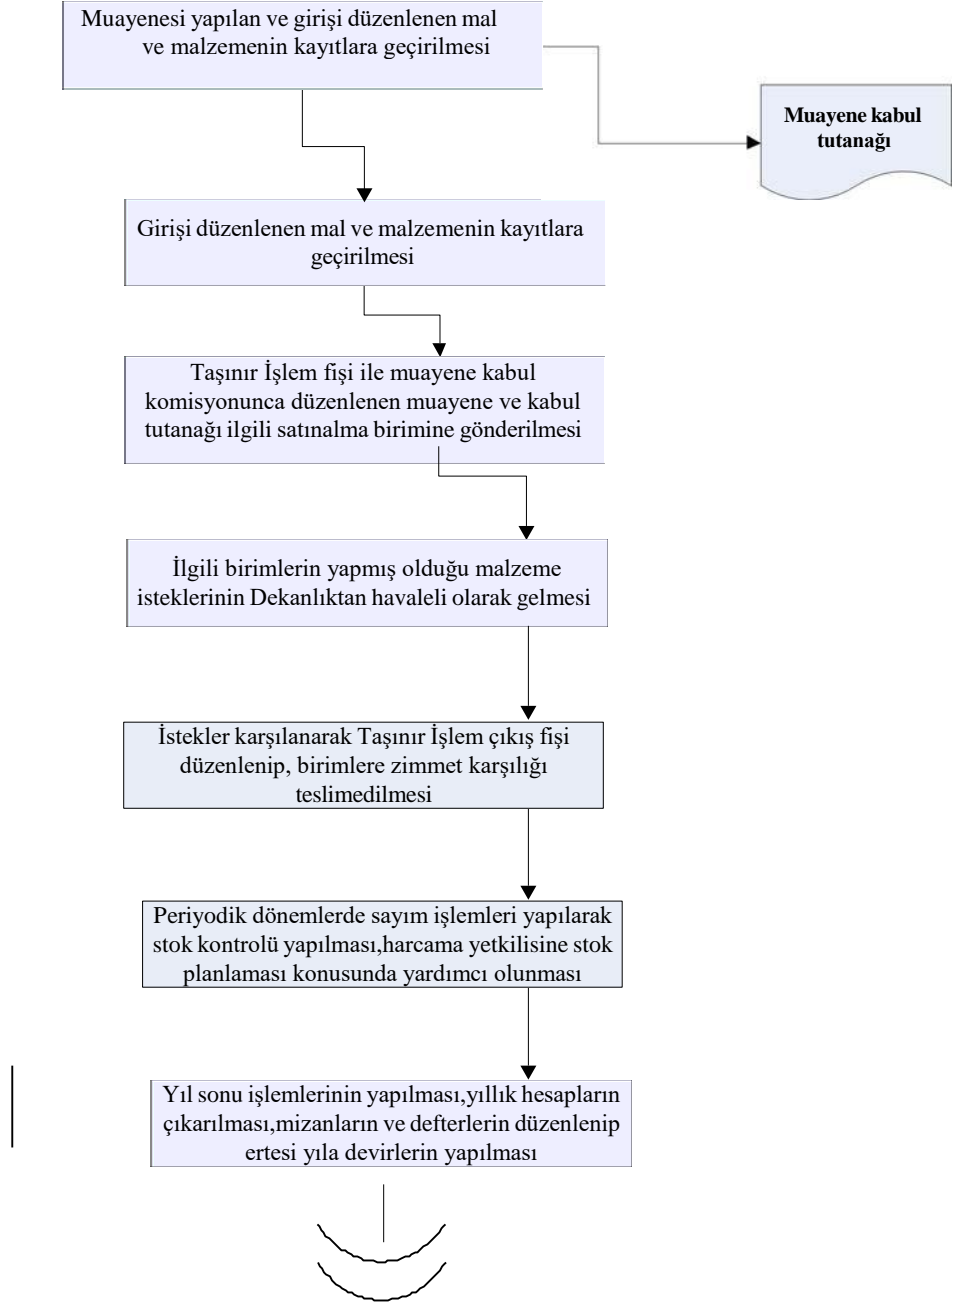 Muayenesi yapılan ve girişi düzenlenen mal
ve malzemenin kayıtlara geçirilmesi
Muayene kabul
tutanağı
Girişi düzenlenen mal ve malzemenin kayıtlara
geçirilmesi
Taşınır İşlem fişi ile muayene kabul
komisyonunca düzenlenen muayene ve kabul
tutanağı ilgili satınalma birimine gönderilmesi
İlgili birimlerin yapmış olduğu malzeme
isteklerinin Dekanlıktan havaleli olarak gelmesi
İstekler karşılanarak Taşınır İşlem çıkış fişi
düzenlenip, birimlere zimmet karşılığı
teslimedilmesi
Periyodik dönemlerde sayım işlemleri yapılarak
stok kontrolü yapılması,harcama yetkilisine stok
planlaması konusunda yardımcı olunması
Yıl sonu işlemlerinin yapılması,yıllık hesapların
çıkarılması,mizanların ve defterlerin düzenlenip
ertesi yıla devirlerin yapılması